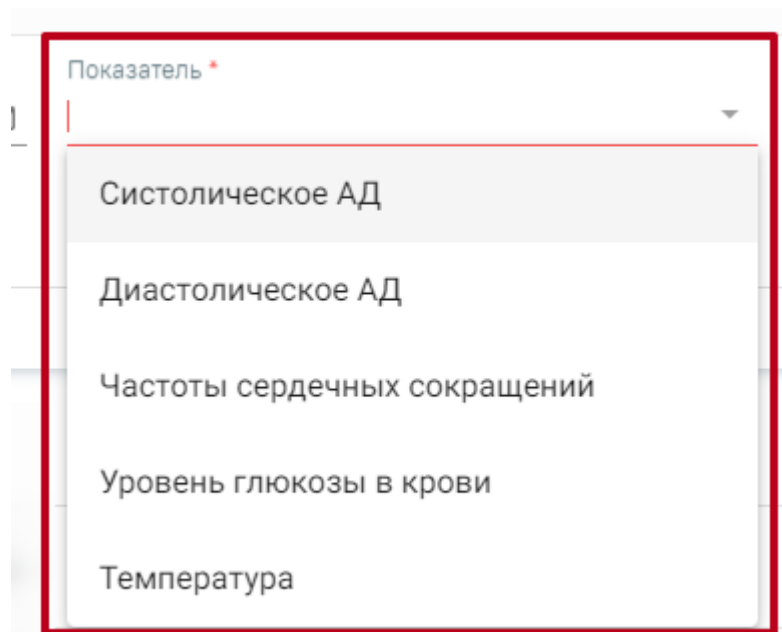 Показатель *
Систолическое АД
Диастолическое АД
Частоты сердечных сокращений
Уровень глюкозы в крови
Температура